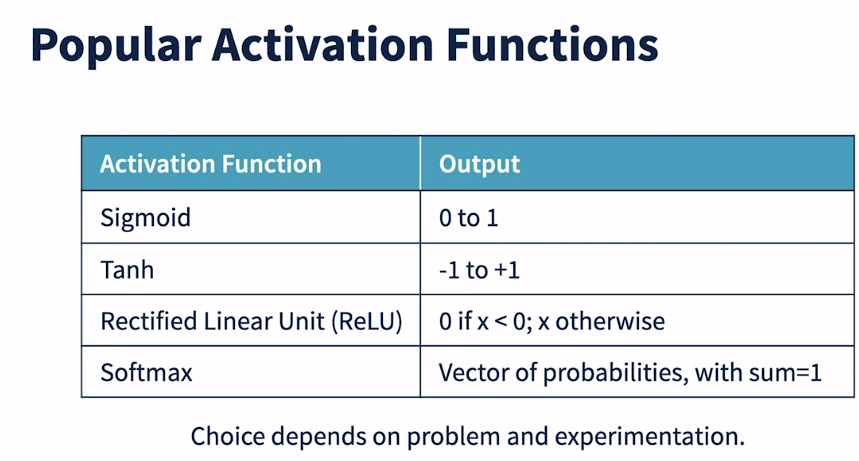 Popular Activation Functions
Activation Function Output
Sigmoid 0 to 1
Tanh -1 to +1
Rectified Linear Unit (ReLU) 0 if x < 0; x otherwise
Softmax Vector of probabilities, with sum=1
Choice depends on problem and experimentation.